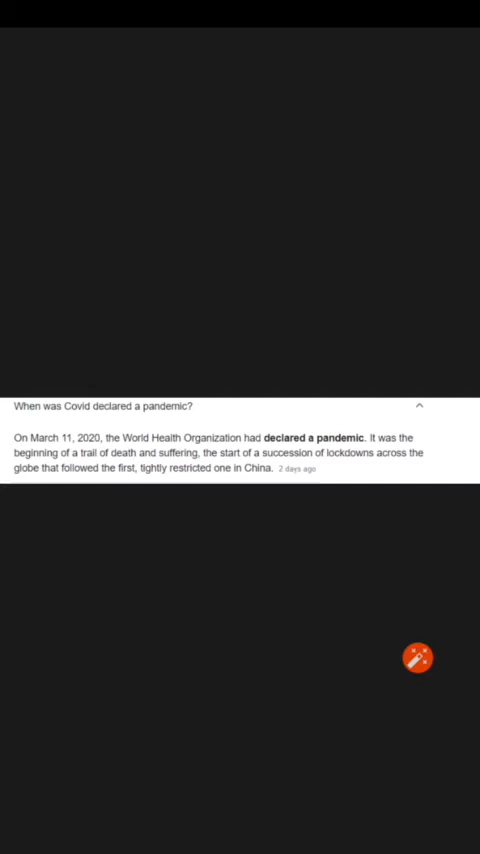 When was Covid declared a pandemic?
On March 11, 2020, the World Health Organization had declared a pandemic. It was the
beginning of a trail of death and suffering, the start of a succession of lockdowns across the
globe that followed the first, tightly restricted one in China. 2 days ago